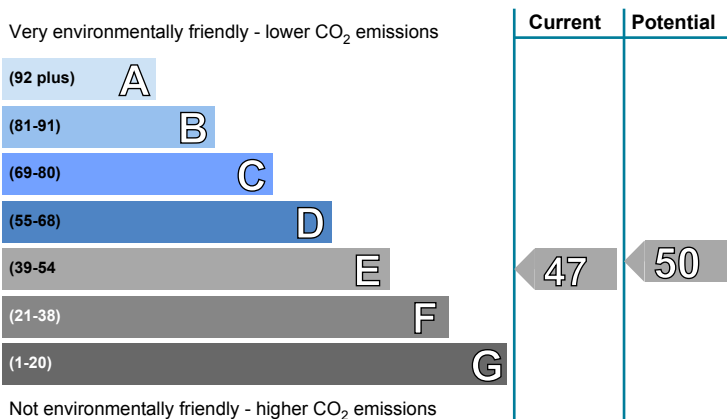 Current Potential
Very environmentally friendly - lower CO₂ emissions
(92 plus) A
(81-91) B
(69-80) C
(55-68) D
(39-54 E 47 50
(21-38) F
(1-20) G
Not environmentally friendly - higher CO₂ emissions